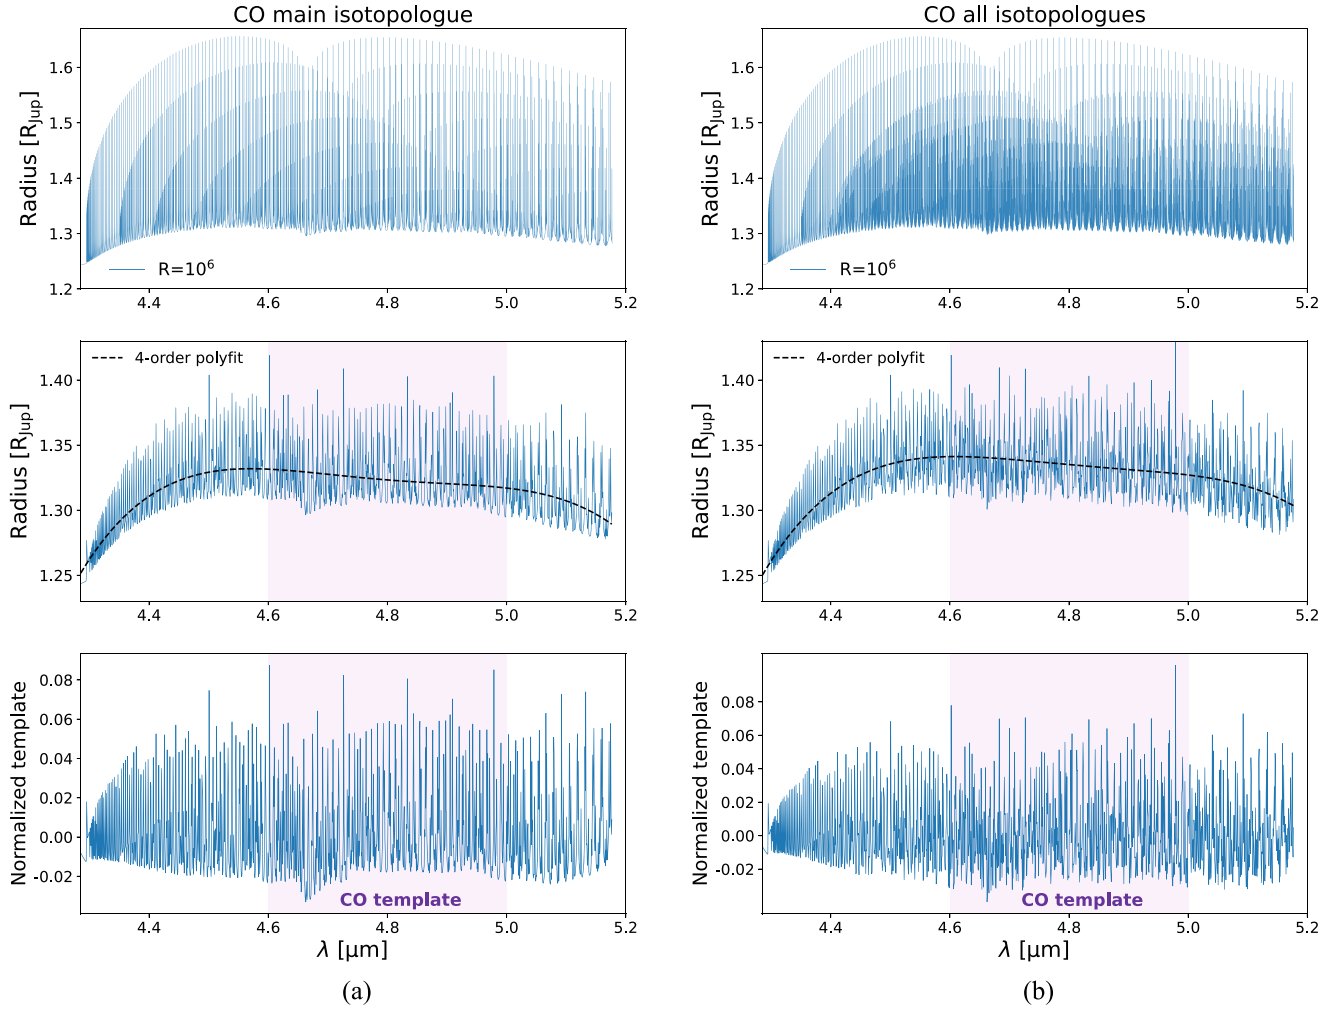 CO main isotopologue
Radius [R_Jup]
1.6
1.5
1.4
1.3
1.2
R=10^6
4.4 4.6 4.8 5.0 5.2
4-order polyfit
Radius [R_Jup]
1.40
1.35
1.30
1.25
4.4 4.6 4.8 5.0 5.2
Normalized template
0.08
0.06
0.04
0.02
0.00
-0.02
CO template
4.4 4.6 4.8 5.0 5.2
λ [μm]
(a)
CO all isotopologues
Radius [R_Jup]
1.6
1.5
1.4
1.3
1.2
R=10^6
4.4 4.6 4.8 5.0 5.2
4-order polyfit
Radius [R_Jup]
1.40
1.35
1.30
1.25
4.4 4.6 4.8 5.0 5.2
Normalized template
0.08
0.06
0.04
0.02
0.00
-0.02
CO template
4.4 4.6 4.8 5.0 5.2
λ [μm]
(b)